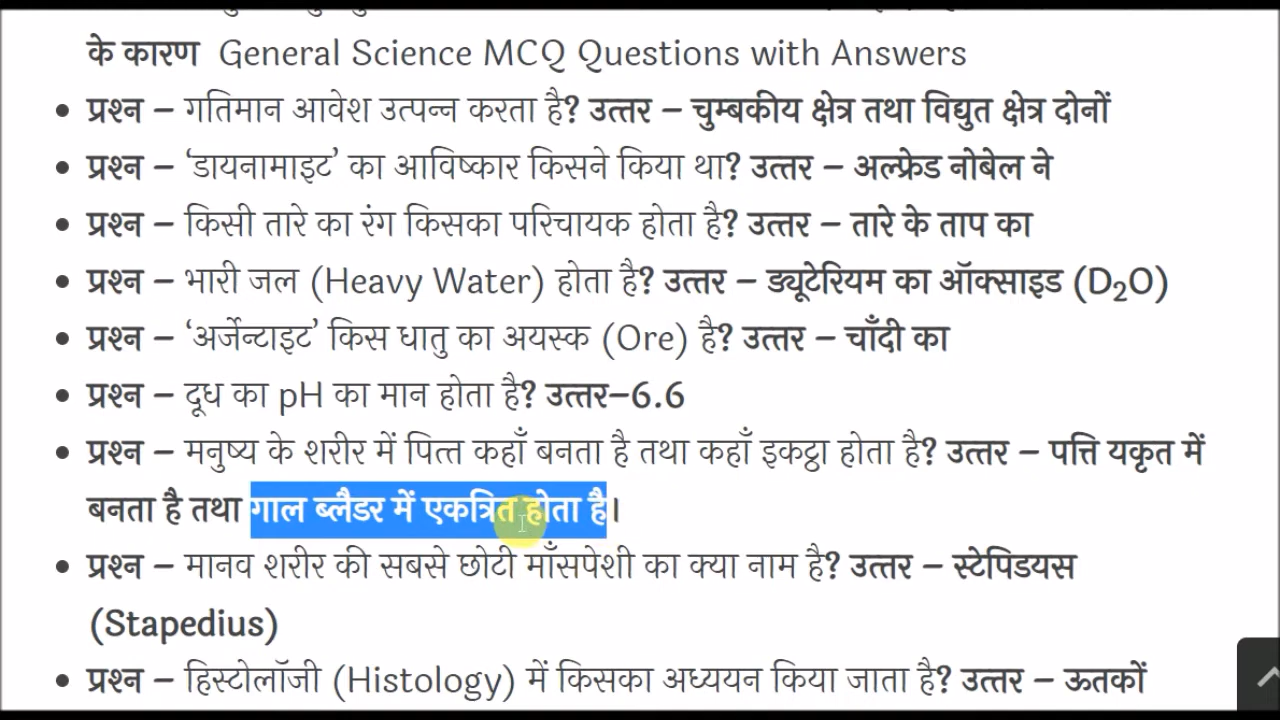 के कारण General Science MCQ Questions with Answers
• प्रश्न – गतिमान आवेश उत्पन्न करता है? उत्तर – चुम्बकीय क्षेत्र तथा विद्युत क्षेत्र दोनों
• प्रश्न – ‘डायनामाइट’ का आविष्कार किसने किया था? उत्तर – अल्फ्रेड नोबेल ने
• प्रश्न – किसी तारे का रंग किसका परिचायक होता है? उत्तर – तारे के ताप का
• प्रश्न – भारी जल (Heavy Water) होता है? उत्तर – ड्यूटेरियम का ऑक्साइड (D₂O)
• प्रश्न – ‘अर्जेन्टाइट’ किस धातु का अयस्क (Ore) है? उत्तर – चाँदी का
• प्रश्न – दूध का pH का मान होता है? उत्तर–6.6
• प्रश्न – मनुष्य के शरीर में पित्त कहाँ बनता है तथा कहाँ इकट्ठा होता है? उत्तर – पत्ति यकृत में
बनता है तथा गाल ब्लैडर में एकत्रित होता है।
• प्रश्न – मानव शरीर की सबसे छोटी माँसपेशी का क्या नाम है? उत्तर – स्टेपिडयस
(Stapedius)
• प्रश्न – हिस्टोलॉजी (Histology) में किसका अध्ययन किया जाता है? उत्तर – ऊतकों